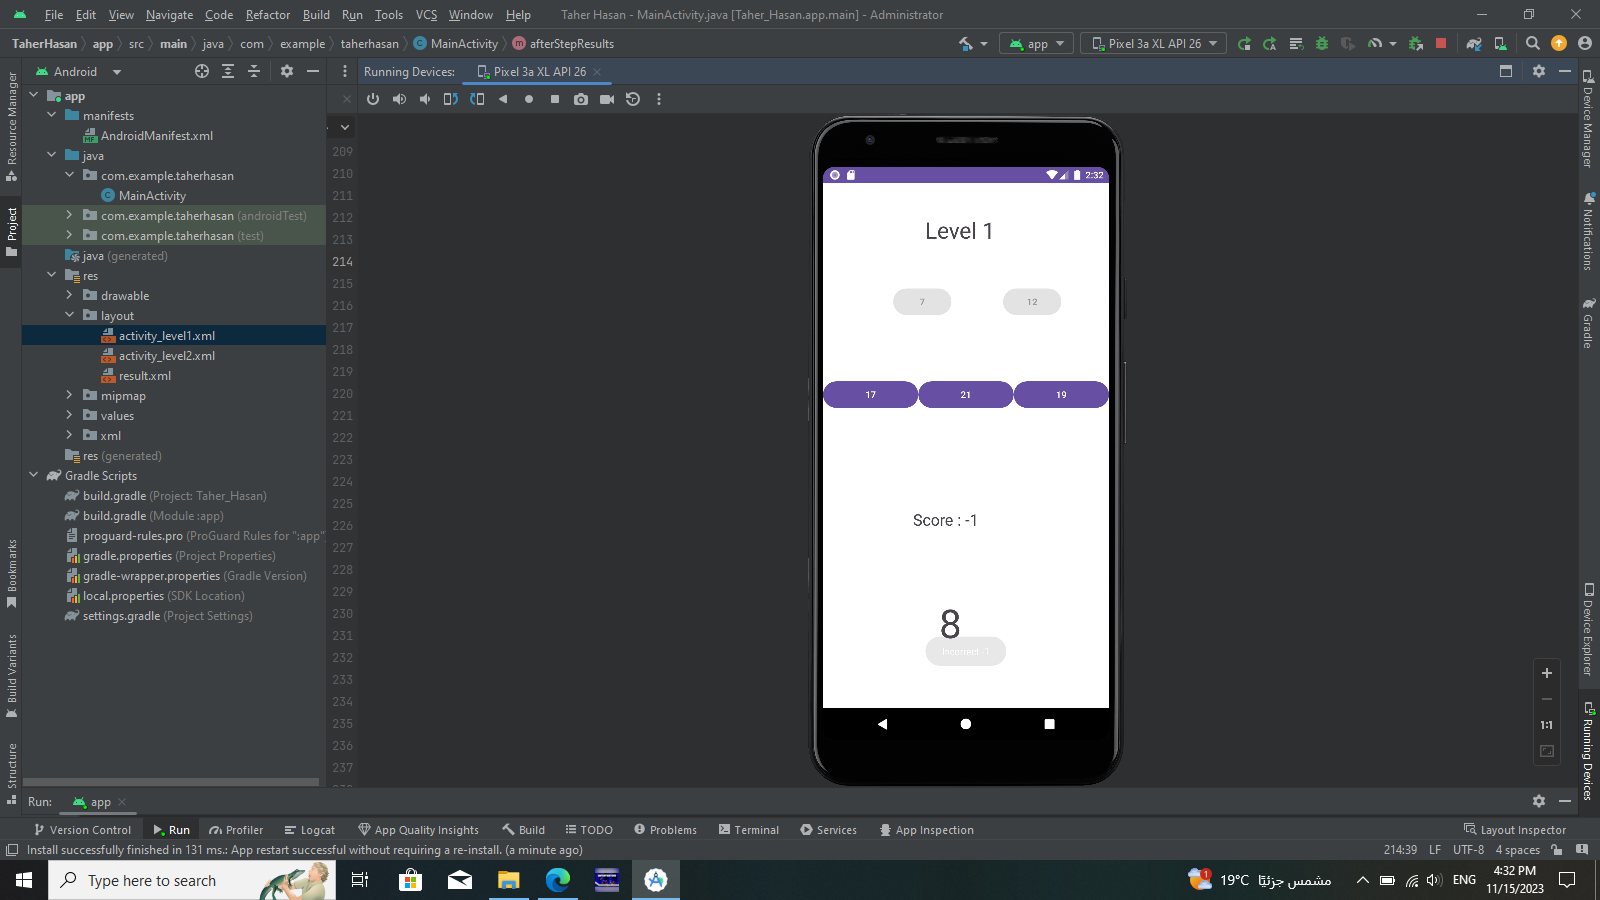 File Edit View Navigate Code Refactor Build Run Tools VCS Window Help Taher Hasan - MainActivity.java [Taher_Hasan.app.main] - Administrator
TaherHasan app src main java com example taherhasan MainActivity afterStepResults app Pixel 3a XL API 26
Android Running Devices: Pixel 3a XL API 26
app
manifests
AndroidManifest.xml
java
com.example.taherhasan
MainActivity
com.example.taherhasan (androidTest)
com.example.taherhasan (test)
java (generated)
res
drawable
layout
activity_level1.xml
activity_level2.xml
result.xml
mipmap
values
xml
res (generated)
Gradle Scripts
build.gradle (Project: Taher_Hasan)
build.gradle (Module :app)
proguard-rules.pro (ProGuard Rules for ":app"
gradle.properties (Project Properties)
gradle-wrapper.properties (Gradle Version)
local.properties (SDK Location)
settings.gradle (Project Settings)
Resource Manager
Project
Bookmarks
Build Variants
Structure
209
210
211
212
213
214
215
216
217
218
219
220
221
222
223
224
225
226
227
228
229
230
231
232
233
234
235
236
237
2:32
Level 1
7 12
17 21 19
Score : -1
8
Incorrect -1
1:1
Device Manager
Notifications
Gradle
Device Explorer
Running Devices
Run: app
Version Control Run Profiler Logcat App Quality Insights Build TODO Problems Terminal Services App Inspection Layout Inspector
Install successfully finished in 131 ms.: App restart successful without requiring a re-install. (a minute ago) 214:39 LF UTF-8 4 spaces
Type here to search 1 19°C مشمس جزئيًا ENG 4:32 PM
11/15/2023